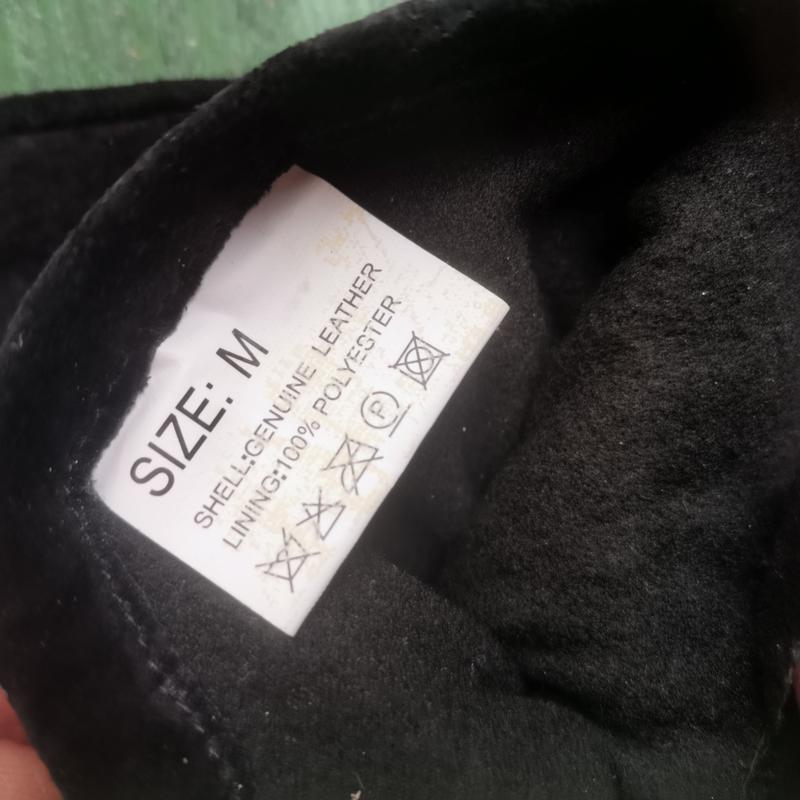 SIZE: M
SHELL:GENUINE LEATHER
LINING:100% POLYESTER
P